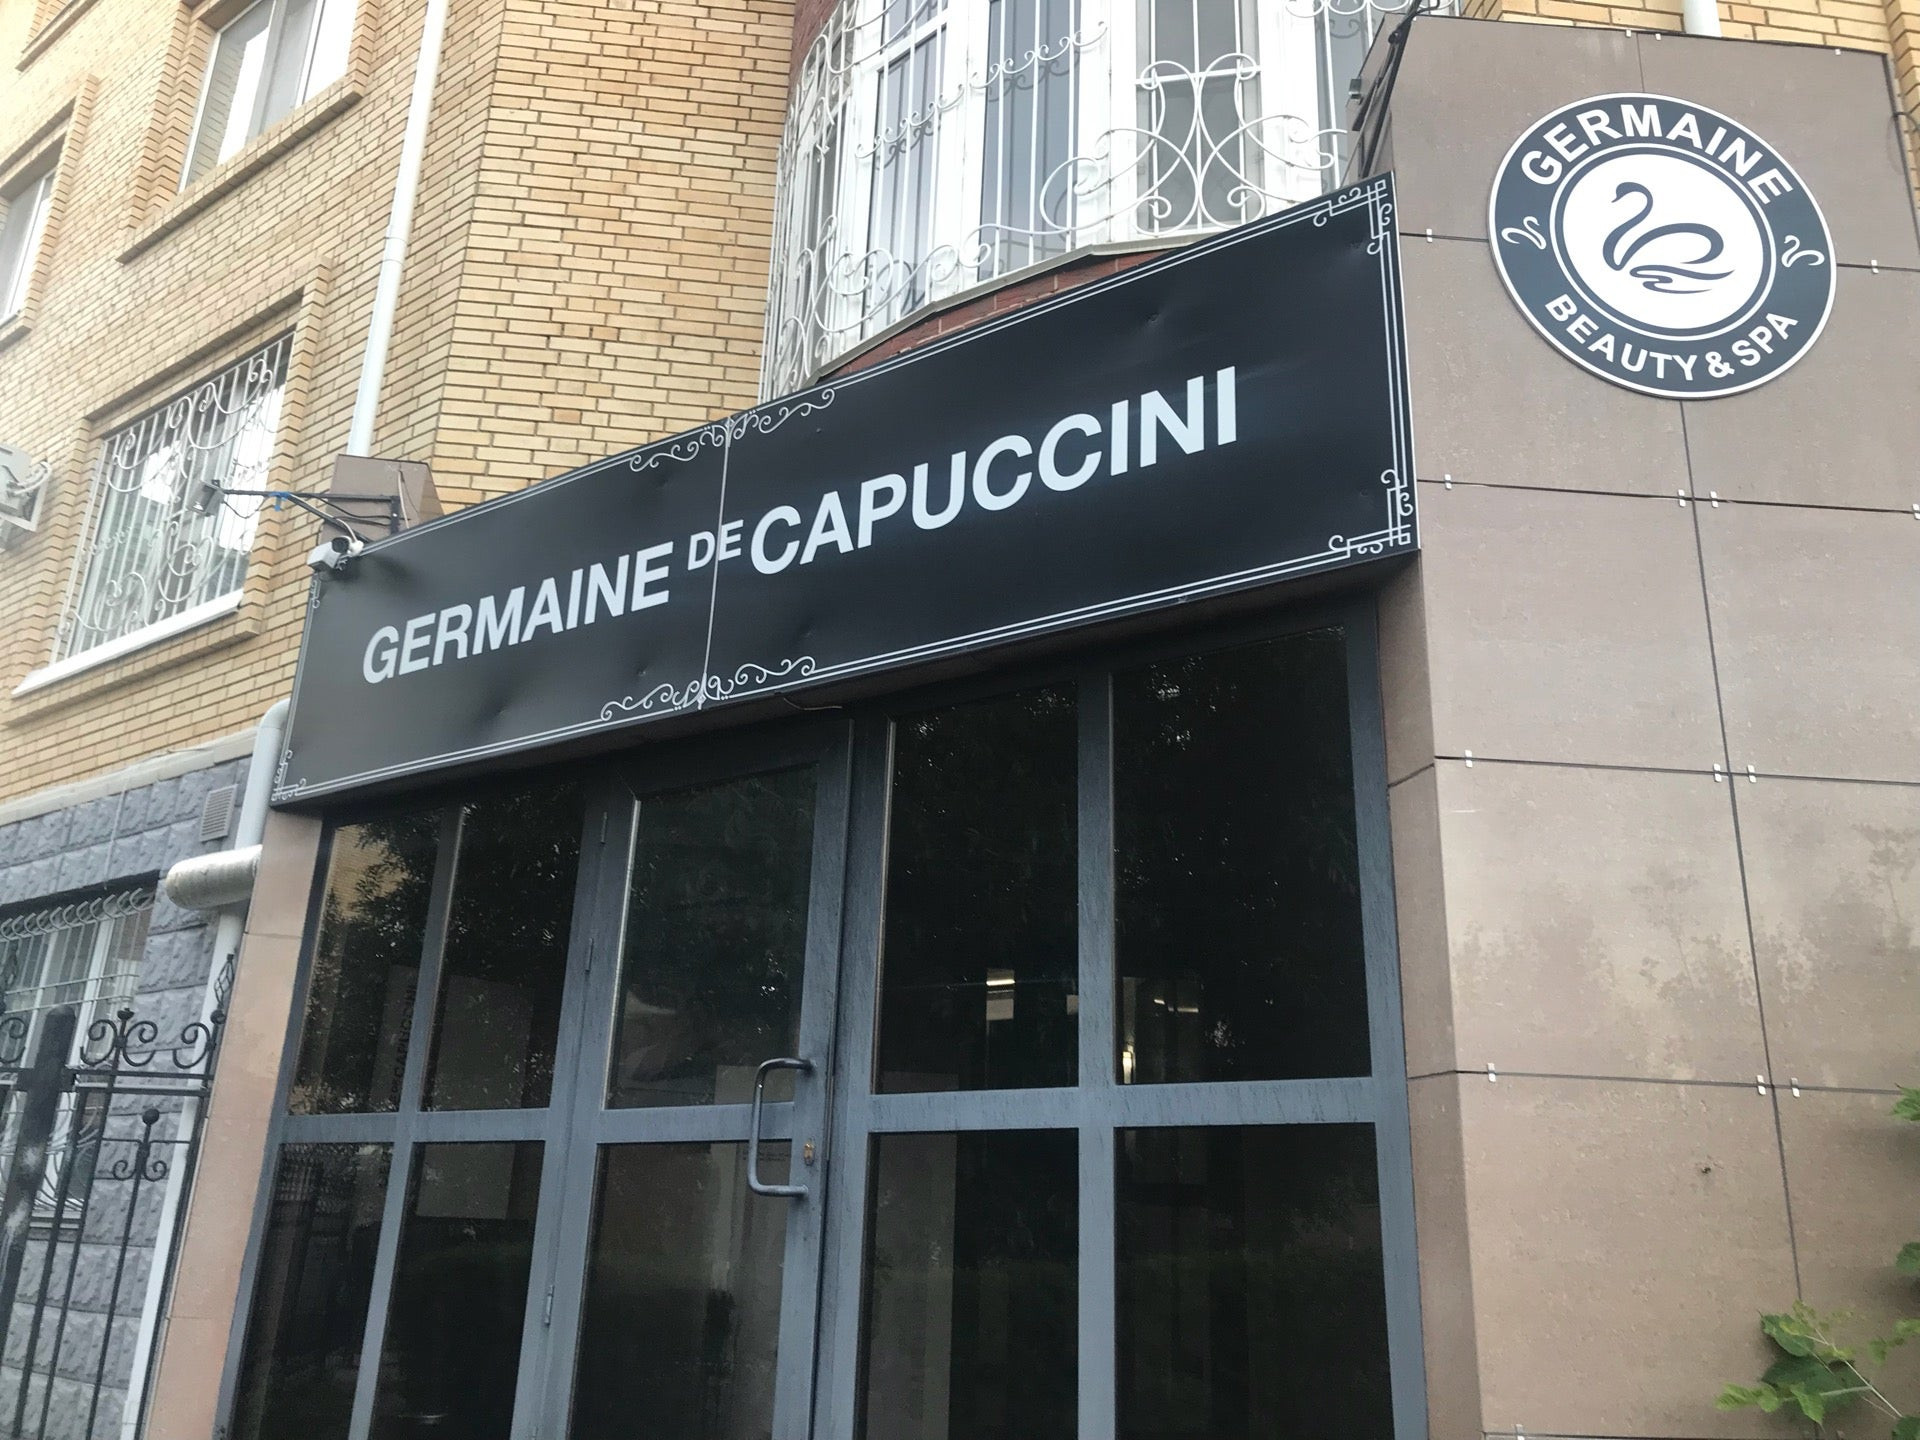 GERMAINE DE CAPUCCINI
GERMAINE
BEAUTY & SPA